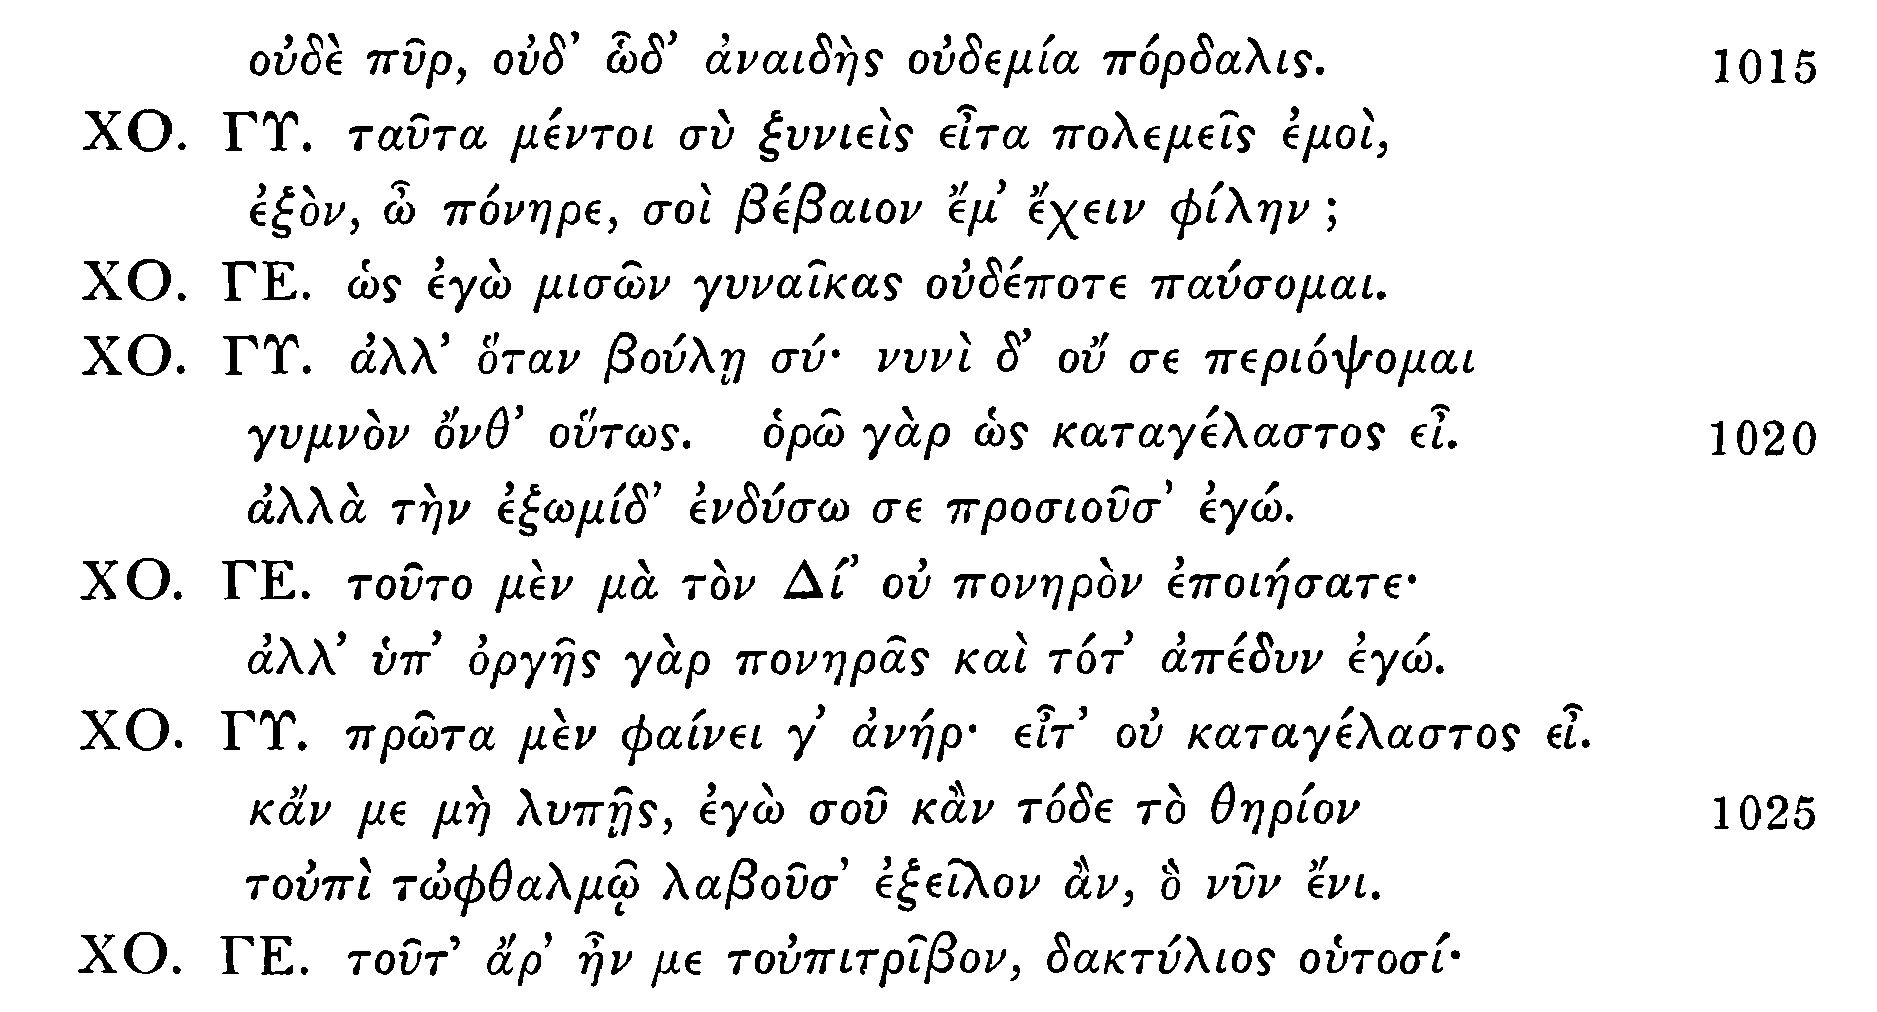 οὐδὲ πῦρ, οὐδ’ ὧδ’ ἀναιδὴς οὐδεμία πόρδαλις. 1015
ΧΟ. ΓΥ. ταῦτα μέντοι σὺ ξυνιεὶς εἶτα πολεμεῖς ἐμοὶ,
ἐξὸν, ὦ πόνηρε, σοὶ βέβαιον ἔμ’ ἔχειν φίλην ;
ΧΟ. ΓΕ. ὡς ἐγὼ μισῶν γυναῖκας οὐδέποτε παύσομαι.
ΧΟ. ΓΥ. ἀλλ’ ὅταν βούλῃ σύ· νυνὶ δ’ οὔ σε περιόψομαι
γυμνὸν ὄνθ’ οὕτως. ὁρῶ γὰρ ὡς καταγέλαστος εἶ. 1020
ἀλλὰ τὴν ἐξωμίδ’ ἐνδύσω σε προσιοῦσ’ ἐγώ.
ΧΟ. ΓΕ. τοῦτο μὲν μὰ τὸν Δί’ οὐ πονηρὸν ἐποιήσατε·
ἀλλ’ ὑπ’ ὀργῆς γὰρ πονηρᾶς καὶ τότ’ ἀπέδυν ἐγώ.
ΧΟ. ΓΥ. πρῶτα μὲν φαίνει γ’ ἀνήρ· εἶτ’ οὐ καταγέλαστος εἶ.
κἄν με μὴ λυπῇς, ἐγὼ σοῦ κἂν τόδε τὸ θηρίον 1025
τοὐπὶ τὠφθαλμῷ λαβοῦσ’ ἐξεῖλον ἂν, ὃ νῦν ἔνι.
ΧΟ. ΓΕ. τοῦτ’ ἄρ’ ἦν με τοὐπιτρῖβον, δακτύλιος οὑτοσί·